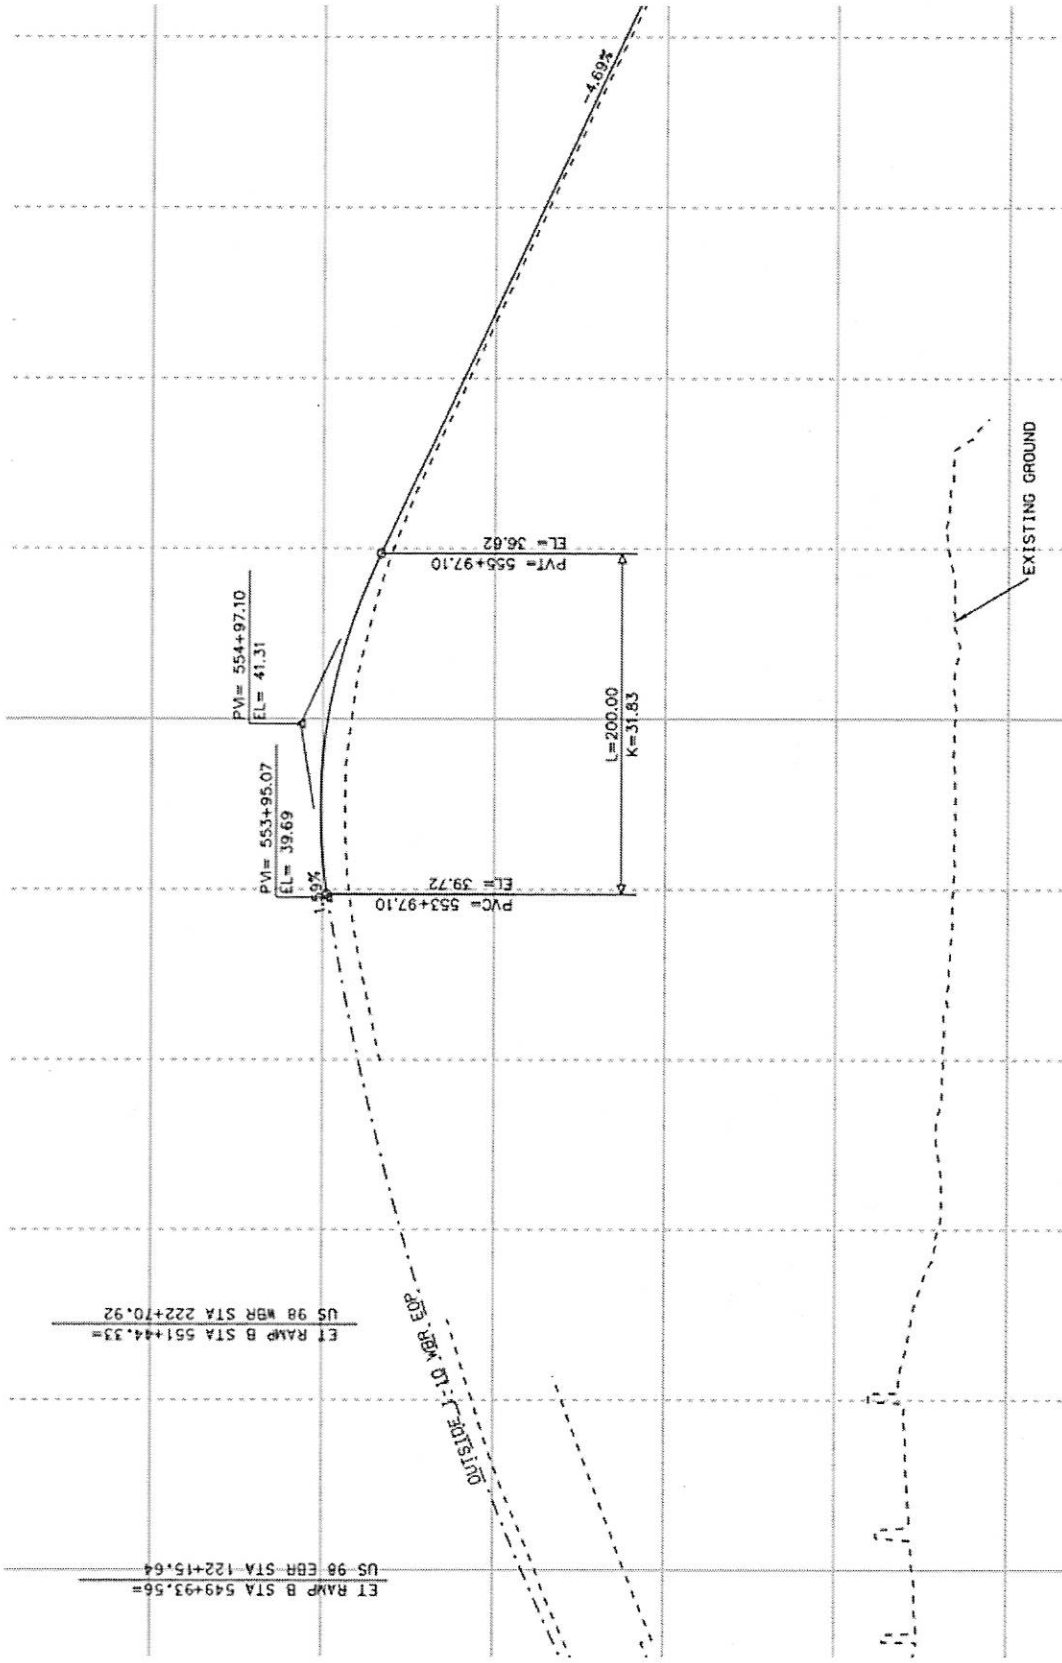 -4.69%
PVI= 554+97.10
EL= 41.31
PVI= 553+95.07
EL= 39.69
1.59%
PVC= 553+97.10
EL= 39.72
PVT= 555+97.10
EL= 36.62
L=200.00
K=31.83
EXISTING GROUND
OUTSIDE I-10 WBR EOP
ET RAMP B STA 551+44.33=
US 98 WBR STA 222+70.92
ET RAMP B STA 549+93.56=
US 98 EBR STA 122+15.64